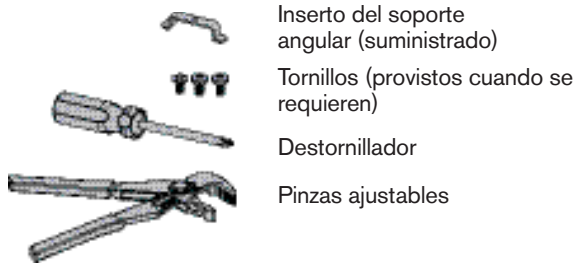 Inserto del soporte
angular (suministrado)
Tornillos (provistos cuando se
requieren)
Destornillador
Pinzas ajustables